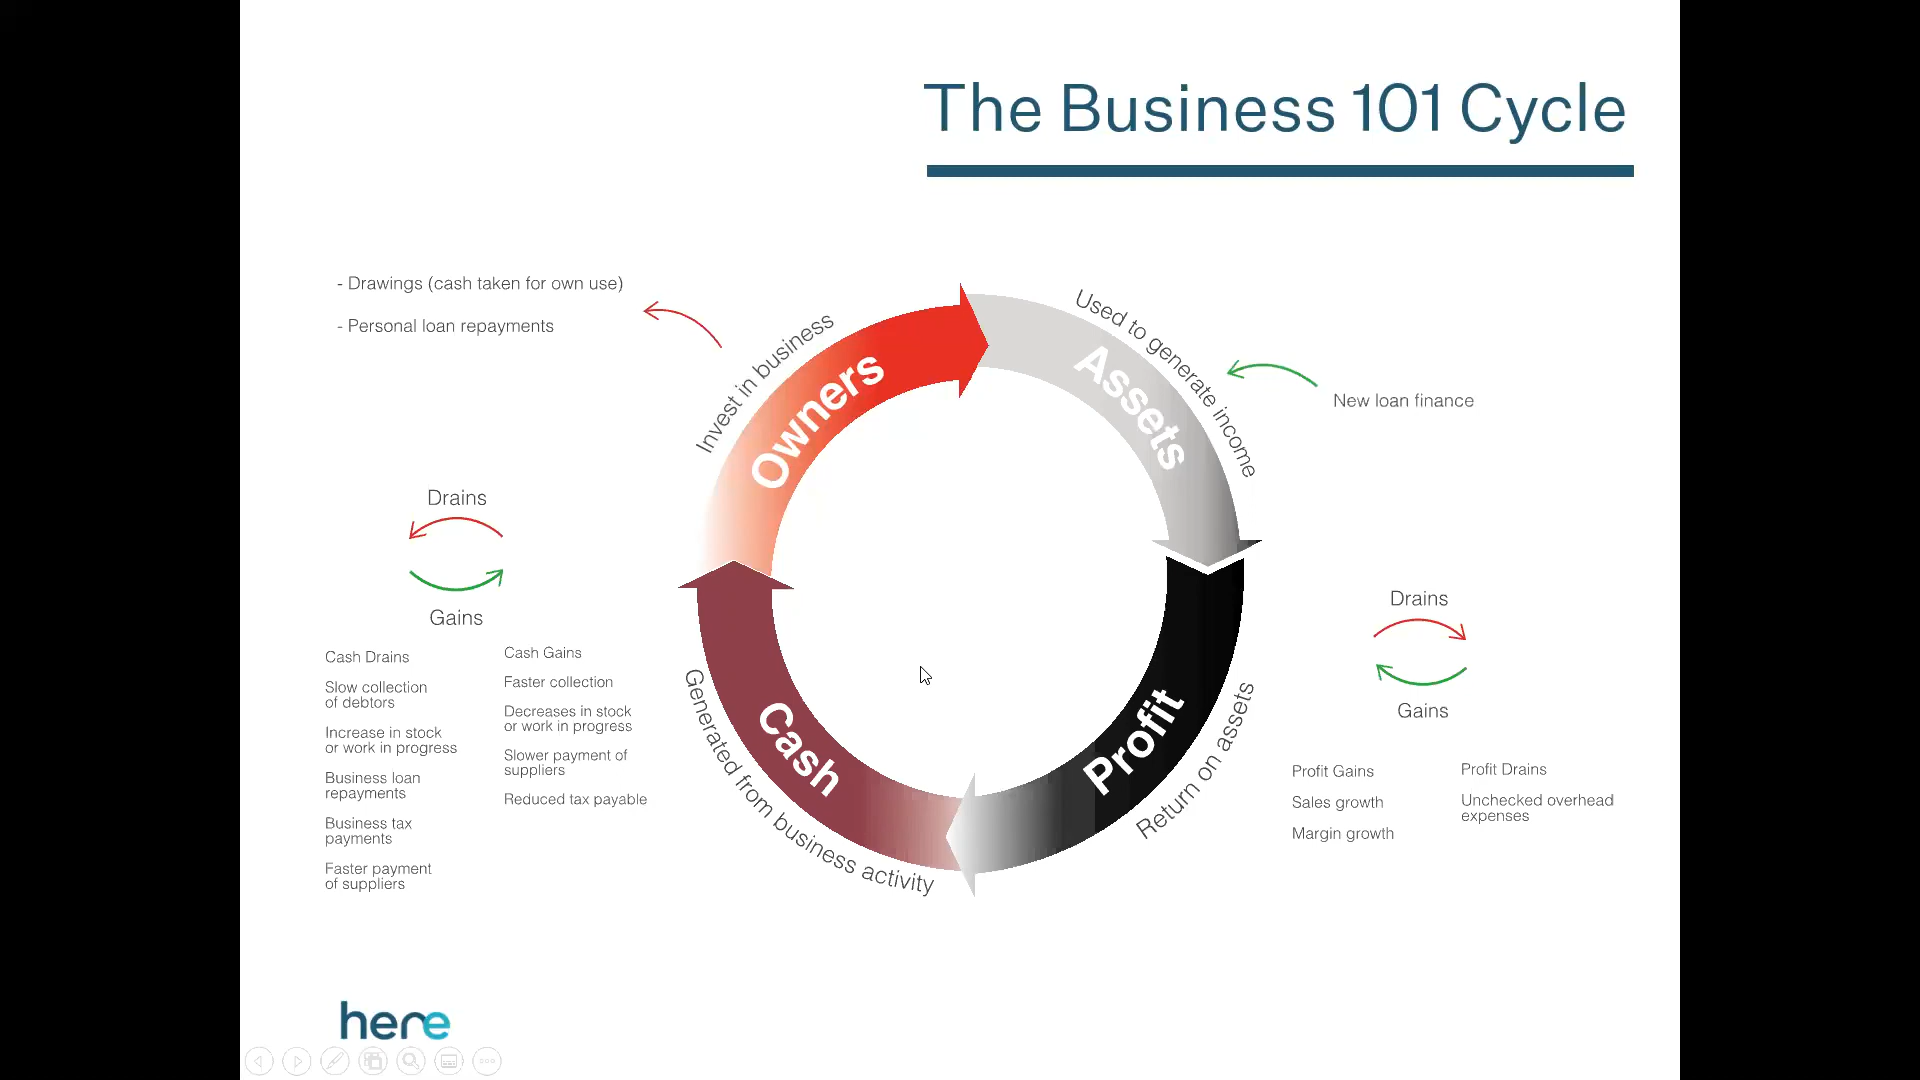 The Business 101 Cycle
- Drawings (cash taken for own use)
- Personal loan repayments
Invest in business
Owners
Used to generate income
Assets
New loan finance
Drains
Gains
Cash Drains
Slow collection
of debtors
Increase in stock
or work in progress
Business loan
repayments
Business tax
payments
Faster payment
of suppliers
Cash Gains
Faster collection
Decreases in stock
or work in progress
Slower payment of
suppliers
Reduced tax payable
Generated from business activity
Cash
Profit
Return on assets
Drains
Gains
Profit Gains
Sales growth
Margin growth
Profit Drains
Unchecked overhead
expenses
here